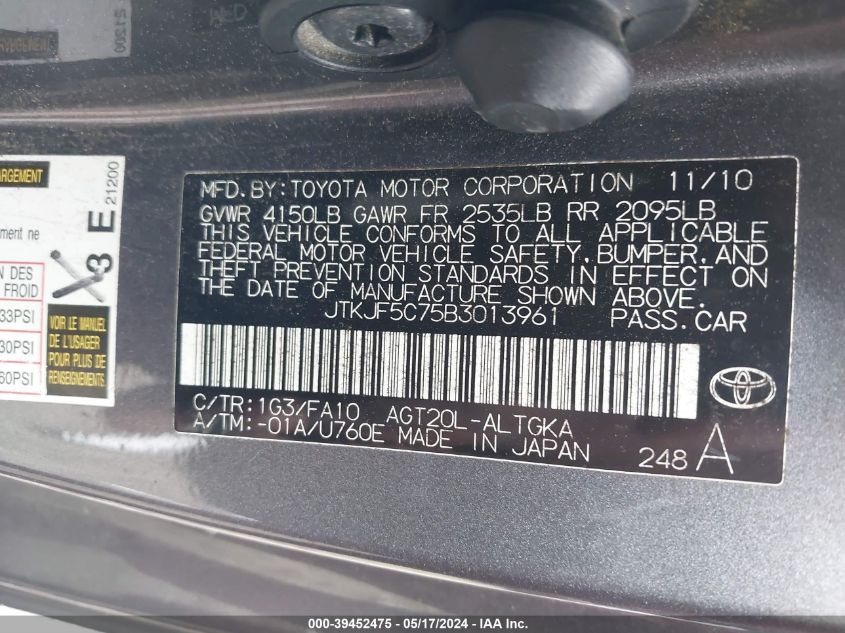 21200
ARGEMENT
ARGEMENT
E
21200
3
ement ne
N DES
FROID
33PSI
30PSI
60PSI
VOIR LE MANUEL
DE L'USAGER
POUR PLUS DE
RENSEIGNEMENTS
MFD.BY:TOYOTA MOTOR CORPORATION 11/10
GVWR 4150LB GAWR FR 2535LB RR 2095LB
THIS VEHICLE CONFORMS TO ALL APPLICABLE
FEDERAL MOTOR VEHICLE SAFETY,BUMPER,AND
THEFT PREVENTION STANDARDS IN EFFECT ON
THE DATE OF MANUFACTURE SHOWN ABOVE.
JTKJF5C75B3013961 PASS.CAR
C/TR:1G3/FA10 AGT20L-ALTGKA
A/TM:-01A/U760E MADE IN JAPAN
248 A
000-39452475 — 05/17/2024 — IAA Inc.